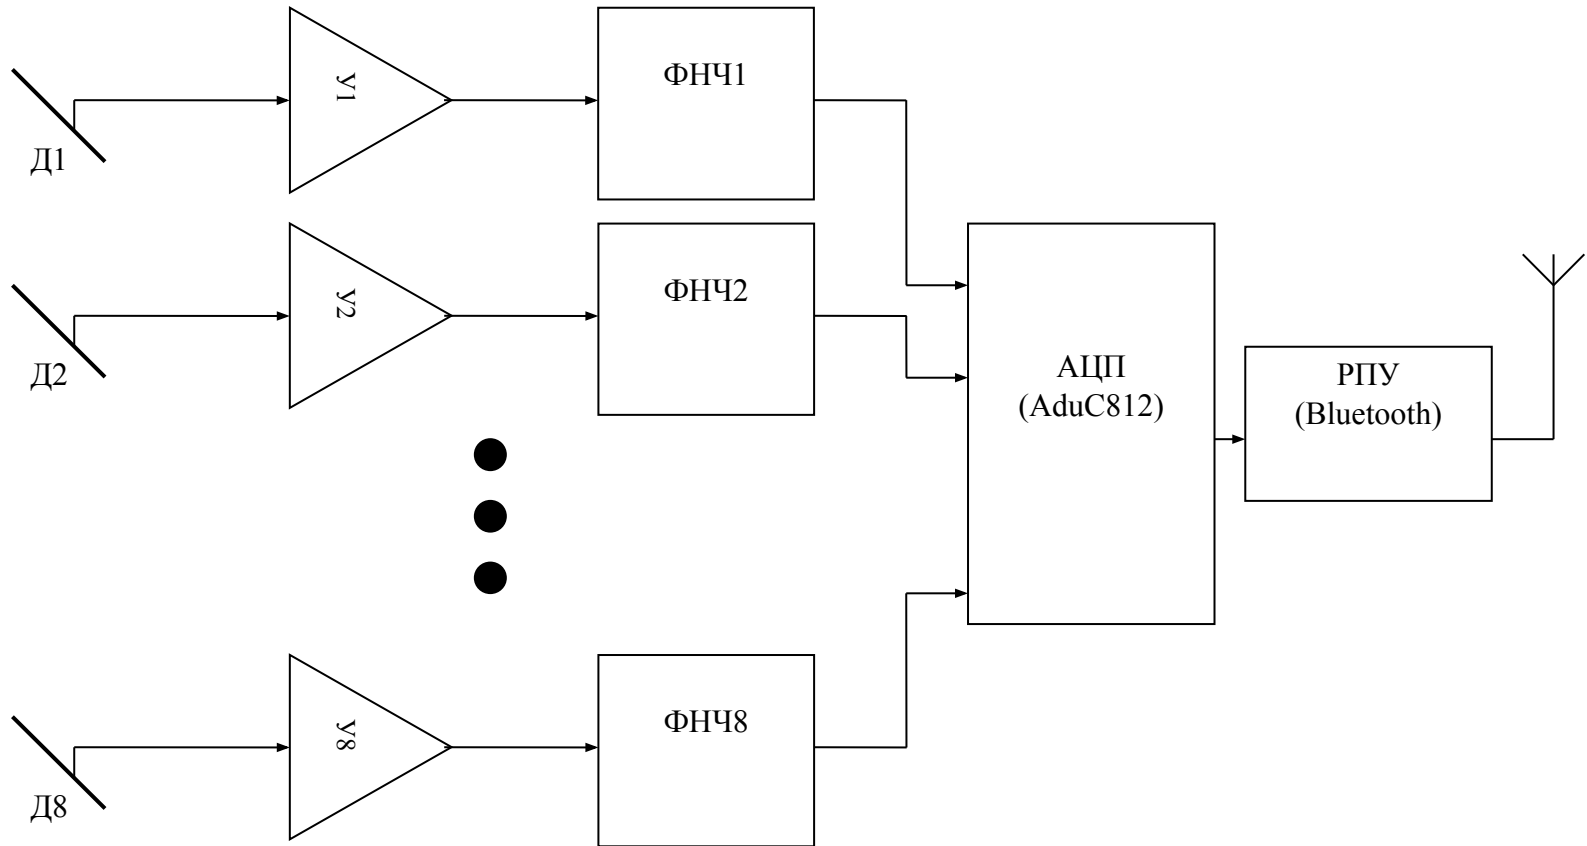 У1
ФНЧ1
Д1
У2
ФНЧ2
Д2
АЦП
(AduC812)
РПУ
(Bluetooth)
У8
ФНЧ8
Д8